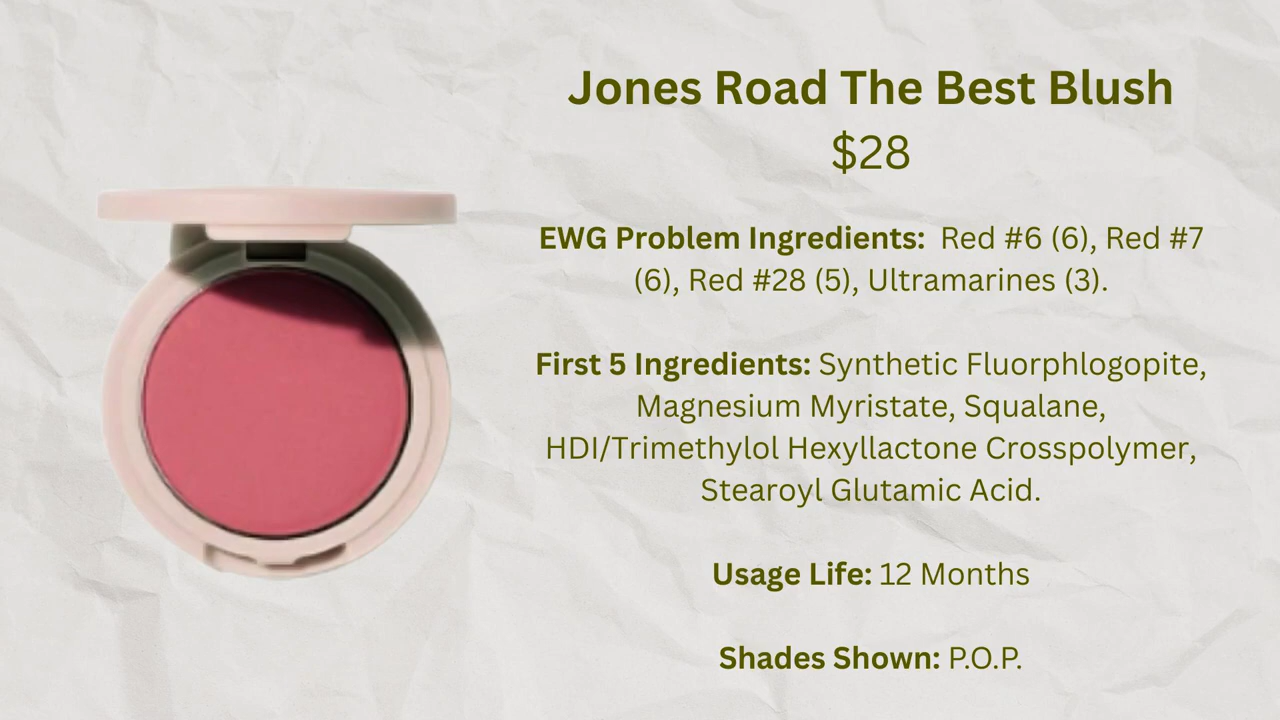 Jones Road The Best Blush
$28
EWG Problem Ingredients:  Red #6 (6), Red #7
(6), Red #28 (5), Ultramarines (3).
First 5 Ingredients: Synthetic Fluorphlogopite,
Magnesium Myristate, Squalane,
HDI/Trimethylol Hexyllactone Crosspolymer,
Stearoyl Glutamic Acid.
Usage Life: 12 Months
Shades Shown: P.O.P.